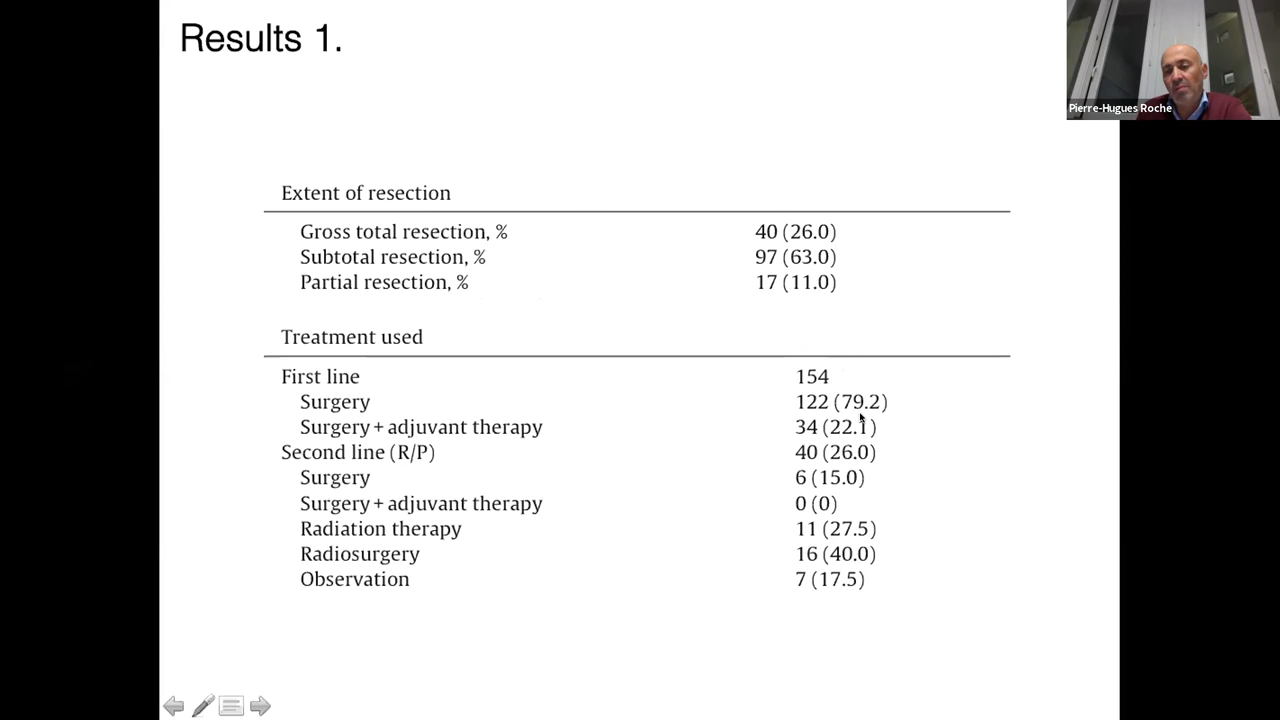 Results 1.
Pierre-Hugues Roche
Extent of resection
Gross total resection, % 40 (26.0)
Subtotal resection, % 97 (63.0)
Partial resection, % 17 (11.0)
Treatment used
First line 154
Surgery 122 (79.2)
Surgery + adjuvant therapy 34 (22.1)
Second line (R/P) 40 (26.0)
Surgery 6 (15.0)
Surgery + adjuvant therapy 0 (0)
Radiation therapy 11 (27.5)
Radiosurgery 16 (40.0)
Observation 7 (17.5)